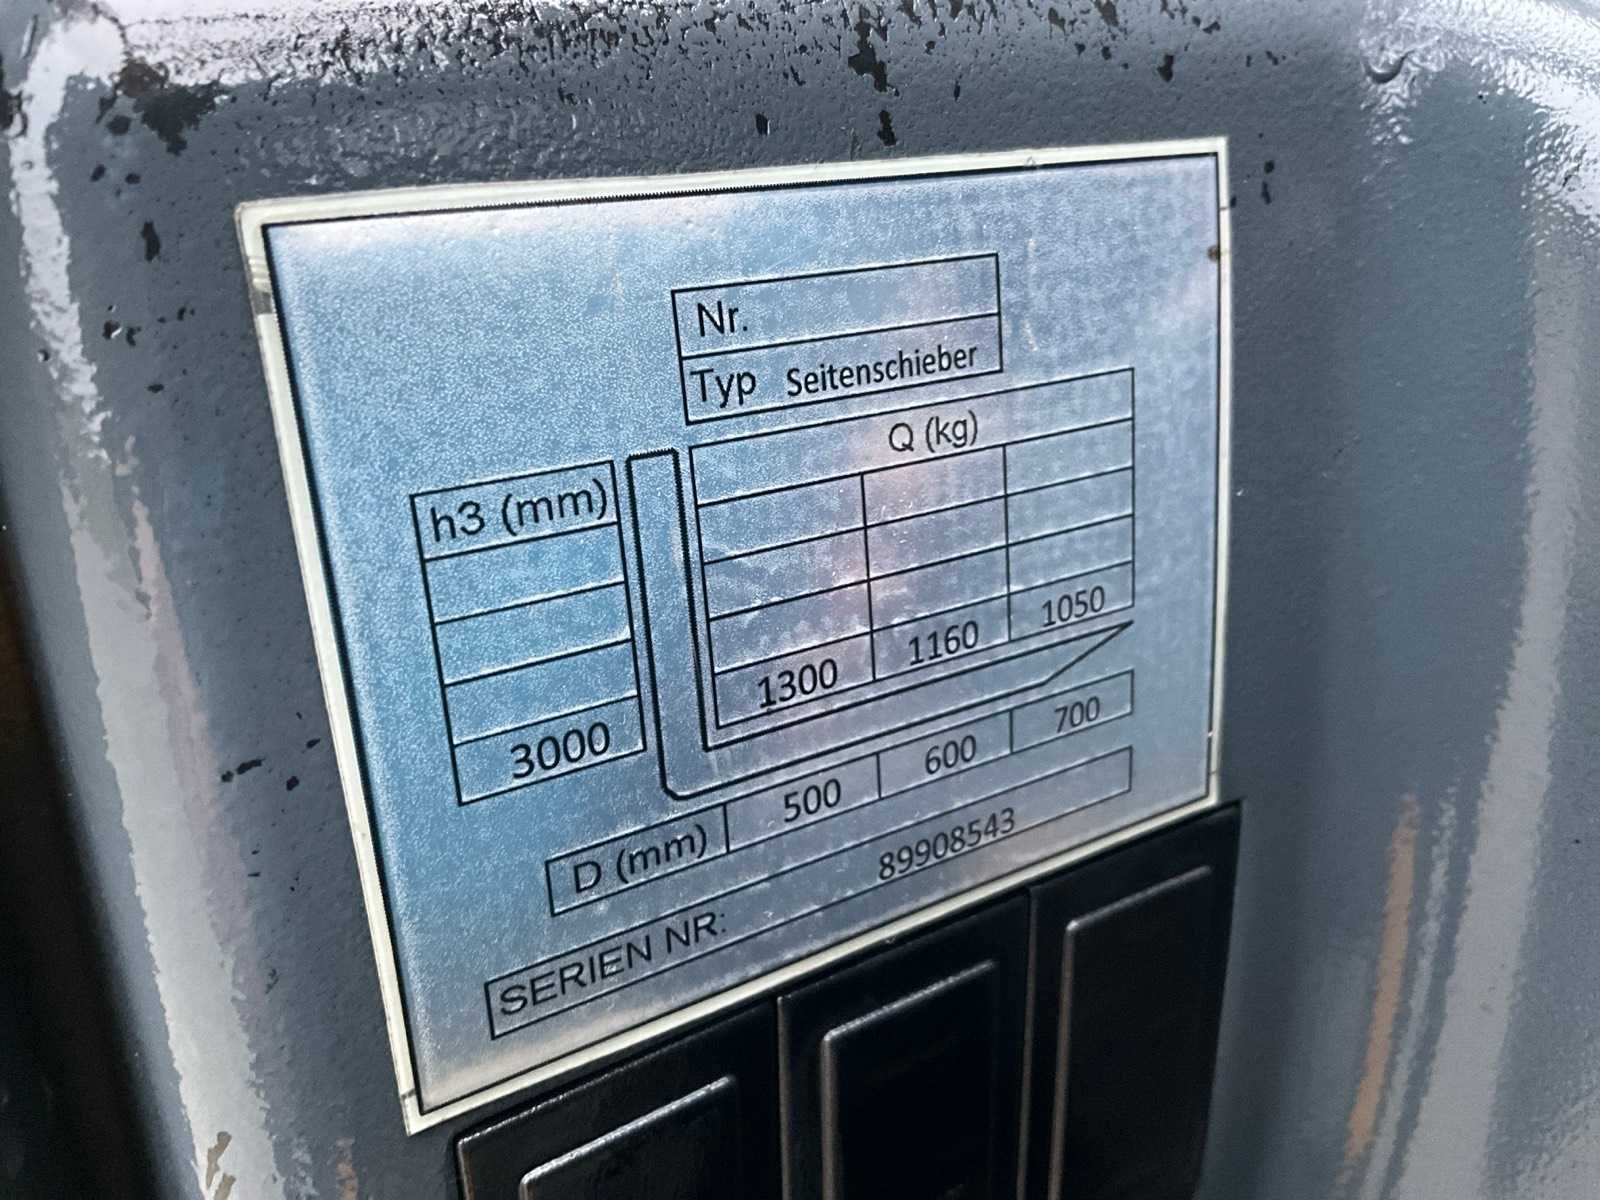 Nr.
Typ Seitenschieber
Q (kg)
h3 (mm)
1300 1160 1050
3000
D (mm) 500 600 700
SERIEN NR: 89908543